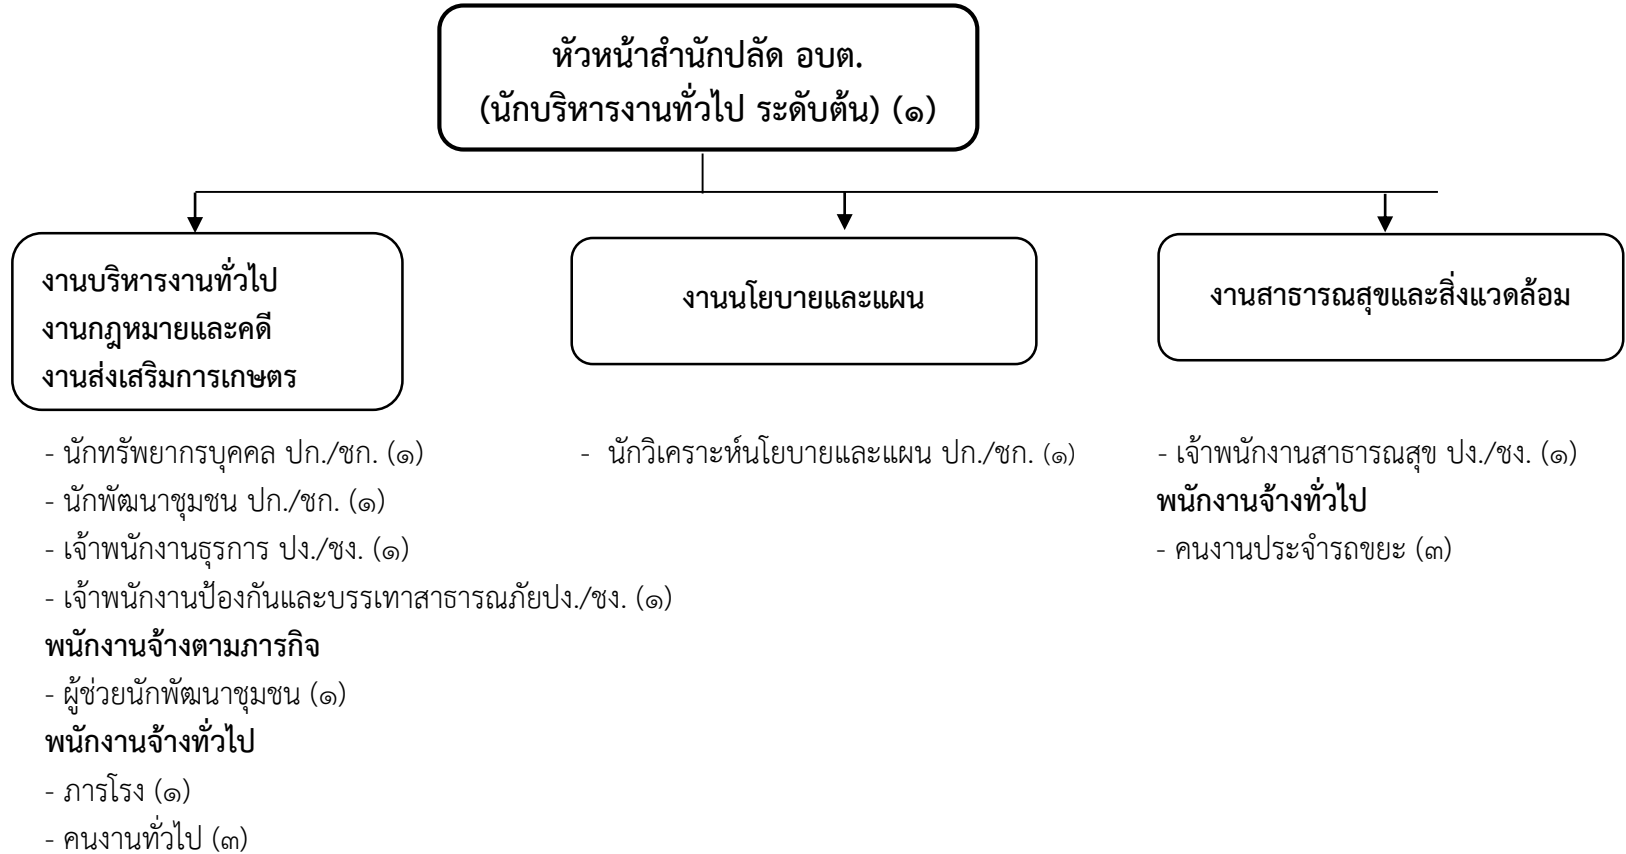 หัวหน้าสำนักปลัด อบต.
(นักบริหารงานทั่วไป ระดับต้น) (๑)
งานบริหารงานทั่วไป
งานกฎหมายและคดี
งานส่งเสริมการเกษตร
งานนโยบายและแผน
งานสาธารณสุขและสิ่งแวดล้อม
- นักทรัพยากรบุคคล ปก./ชก. (๑)
- นักพัฒนาชุมชน ปก./ชก. (๑)
- เจ้าพนักงานธุรการ ปง./ชง. (๑)
- เจ้าพนักงานป้องกันและบรรเทาสาธารณภัยปง./ชง. (๑)
พนักงานจ้างตามภารกิจ
- ผู้ช่วยนักพัฒนาชุมชน (๑)
พนักงานจ้างทั่วไป
- ภารโรง (๑)
- คนงานทั่วไป (๓)
- นักวิเคราะห์นโยบายและแผน ปก./ชก. (๑)
- เจ้าพนักงานสาธารณสุข ปง./ชง. (๑)
พนักงานจ้างทั่วไป
- คนงานประจำรถขยะ (๓)